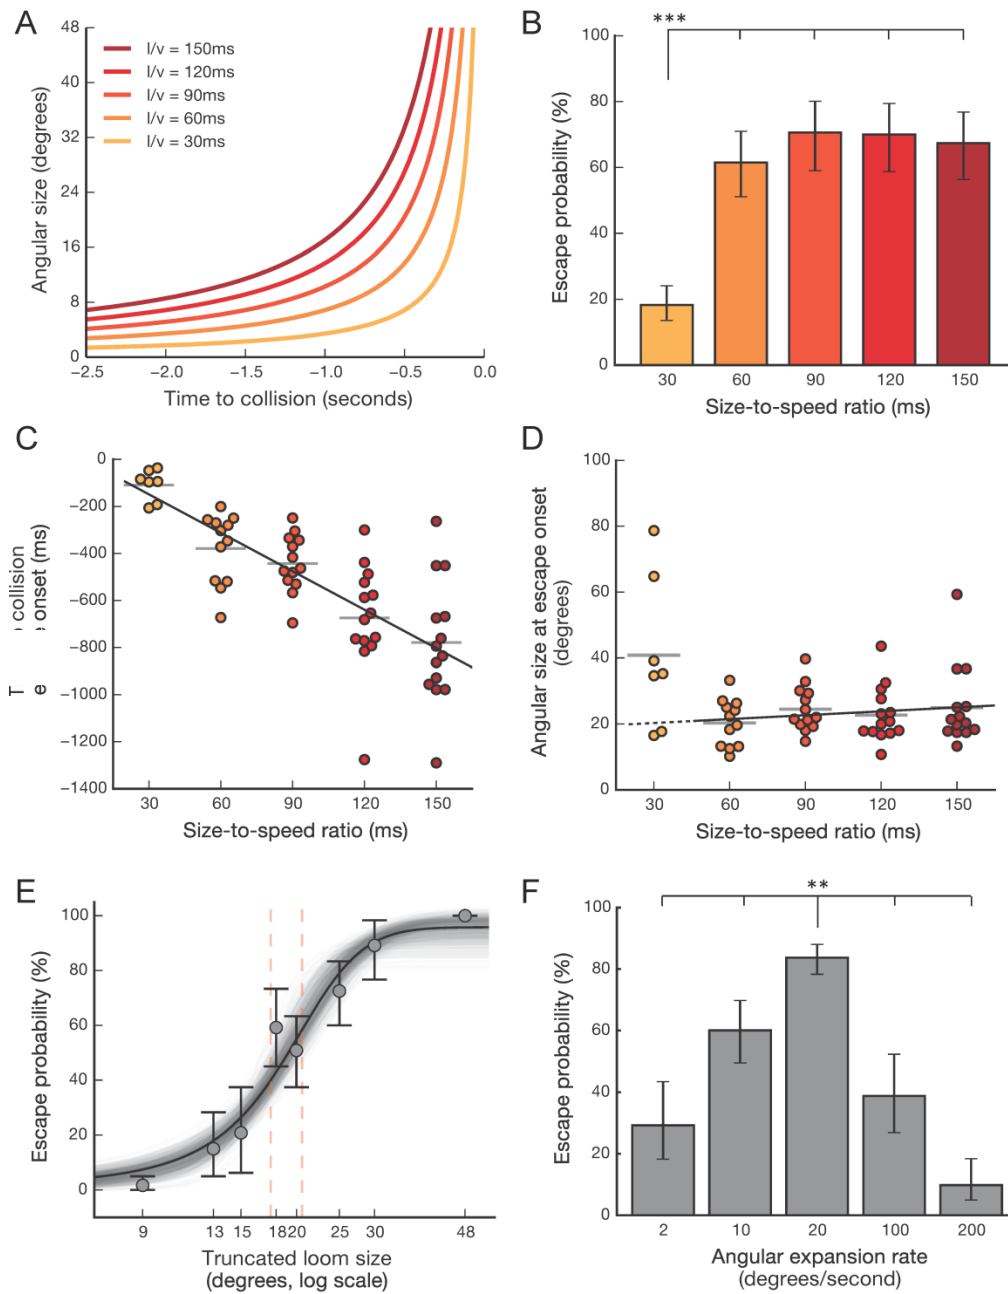 A
48
40
32
24
16
8
0
Angular size (degrees)
l/v = 150ms
l/v = 120ms
l/v = 90ms
l/v = 60ms
l/v = 30ms
−2.5
−2.0
−1.5
−1.0
−0.5
0.0
Time to collision (seconds)
B
***
100
80
60
40
20
0
Escape probability (%)
30
60
90
120
150
Size-to-speed ratio (ms)
C
0
−200
−400
−600
−800
−1000
−1200
−1400
collision
onset (ms)
30
60
90
120
150
Size-to-speed ratio (ms)
D
100
80
60
40
20
0
Angular size at escape onset
(degrees)
30
60
90
120
150
Size-to-speed ratio (ms)
E
100
80
60
40
20
0
Escape probability (%)
9
13
15
18
20
25
30
48
Truncated loom size
(degrees, log scale)
F
**
100
80
60
40
20
0
Escape probability (%)
2
10
20
100
200
Angular expansion rate
(degrees/second)